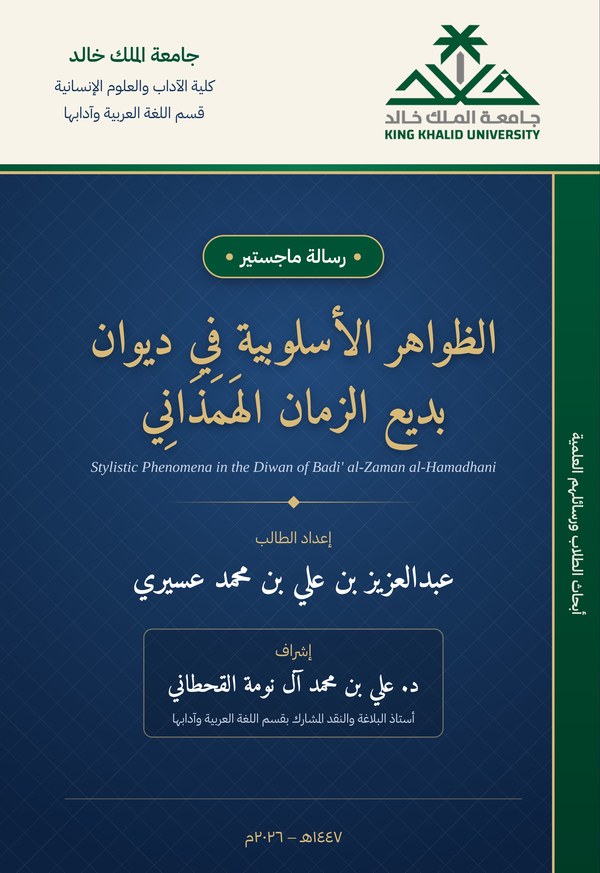 جامعة الملك خالد
كلية الآداب والعلوم الإنسانية
قسم اللغة العربية وآدابها
جامعة الملك خالد
KING KHALID UNIVERSITY
رسالة ماجستير
الظواهر الأسلوبية في ديوان
بديع الزمان الهَمَذَانِي
Stylistic Phenomena in the Diwan of Badi' al-Zaman al-Hamadhani
إعداد الطالب
عبدالعزيز بن علي بن محمد عسيري
إشراف
د. علي بن محمد آل نومة القحطاني
أستاذ البلاغة والنقد المشارك بقسم اللغة العربية وآدابها
١٤٤٧هـ – ٢٠٢٦م
أبحاث الطلاب ورسائلهم العلمية